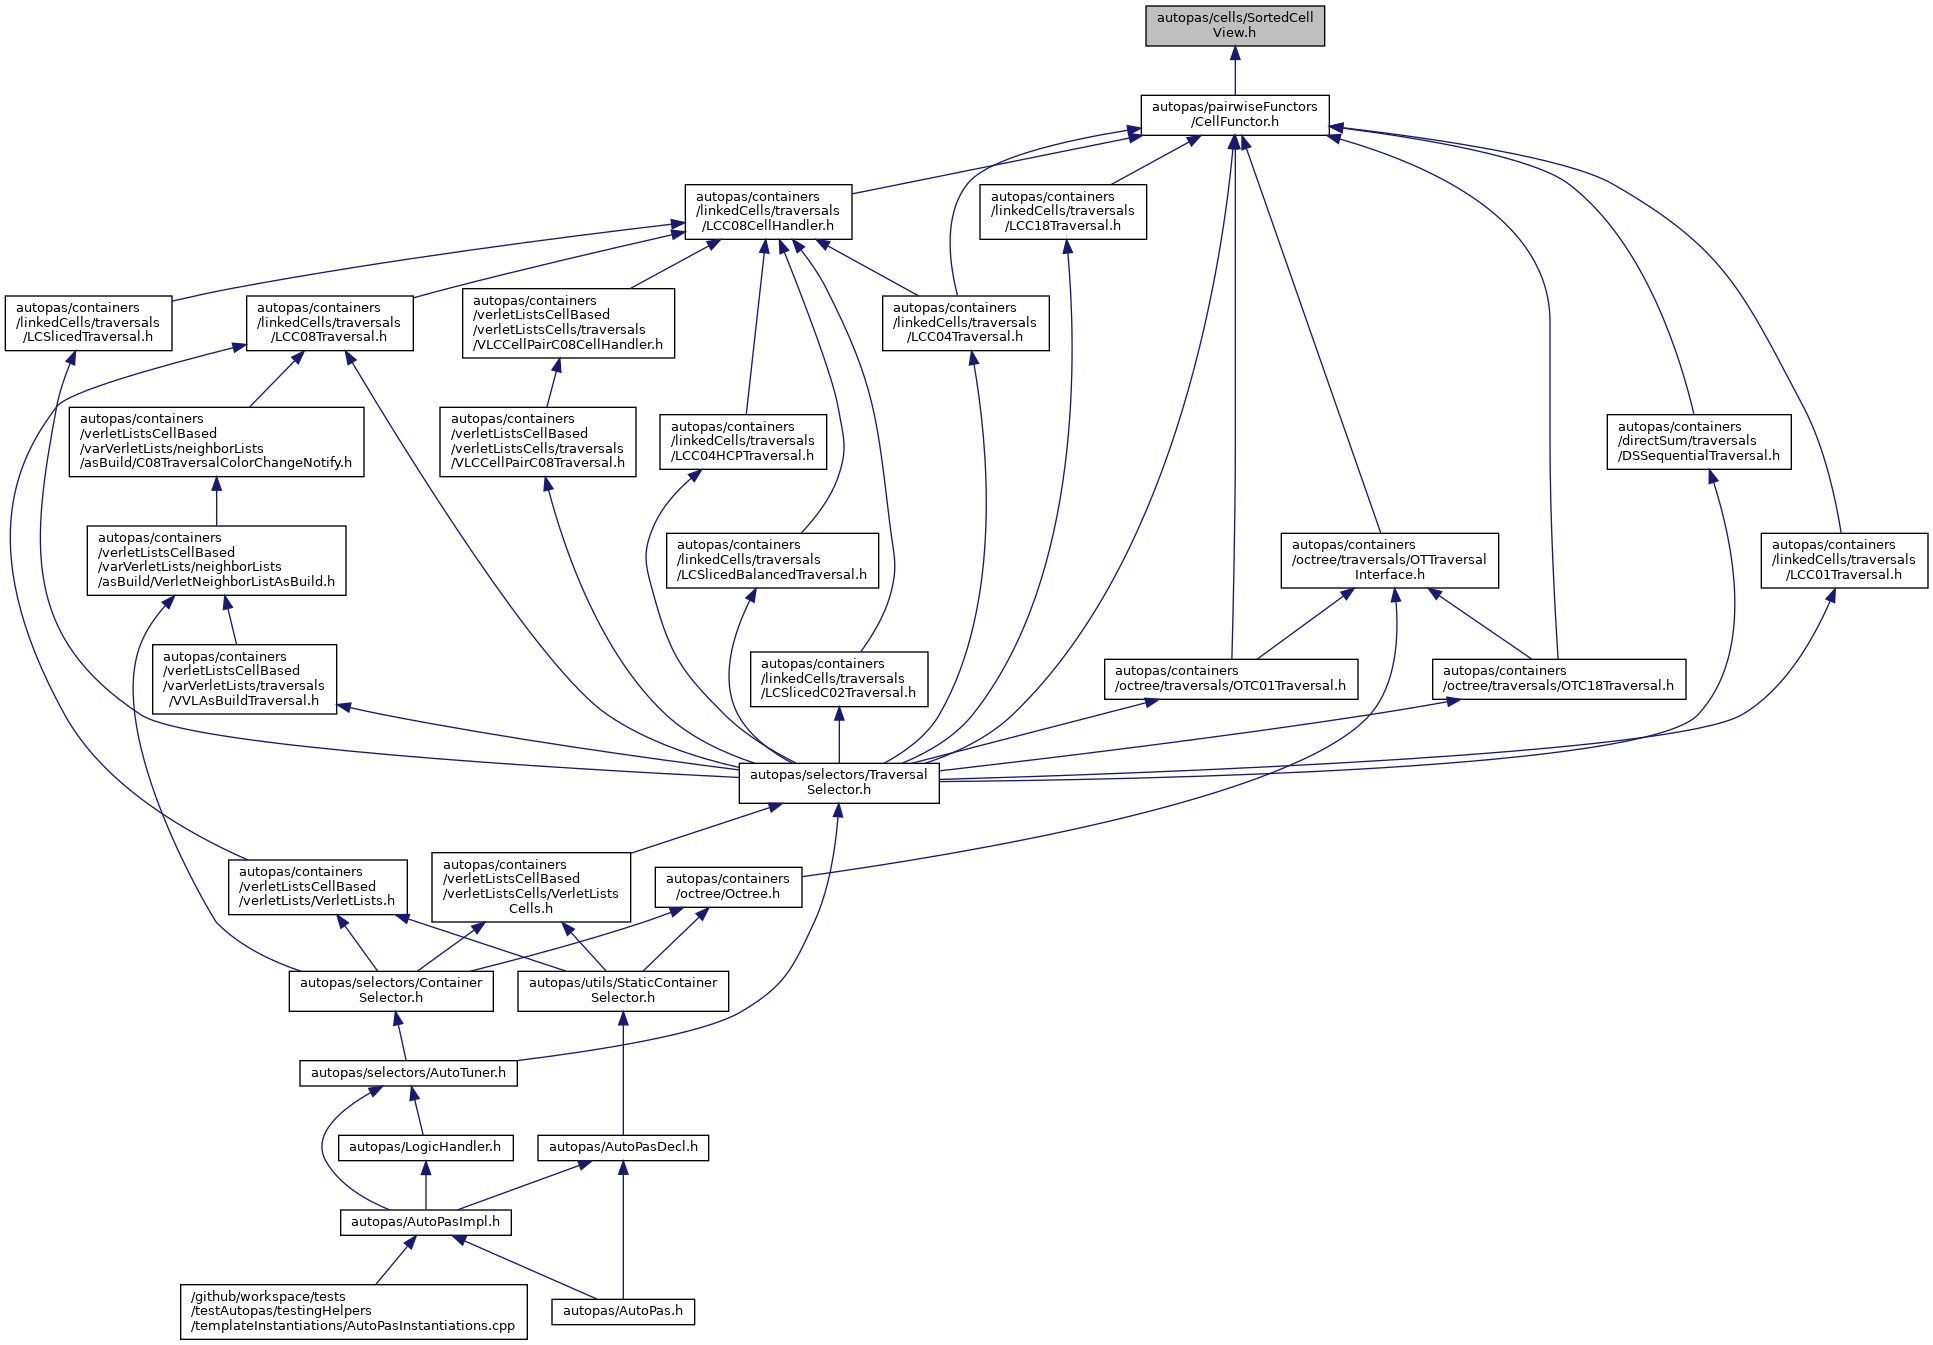 autopas/cells/SortedCell
View.h
autopas/pairwiseFunctors
/CellFunctor.h
autopas/containers
/linkedCells/traversals
/LCC08CellHandler.h
autopas/containers
/linkedCells/traversals
/LCC18Traversal.h
autopas/containers
/linkedCells/traversals
/LCSlicedTraversal.h
autopas/containers
/linkedCells/traversals
/LCC08Traversal.h
autopas/containers
/verletListsCellBased
/verletListsCells/traversals
/VLCCellPairC08CellHandler.h
autopas/containers
/linkedCells/traversals
/LCC04Traversal.h
autopas/containers
/verletListsCellBased
/varVerletLists/neighborLists
/asBuild/C08TraversalColorChangeNotify.h
autopas/containers
/verletListsCellBased
/verletListsCells/traversals
/VLCCellPairC08Traversal.h
autopas/containers
/linkedCells/traversals
/LCC04HCPTraversal.h
autopas/containers
/directSum/traversals
/DSSequentialTraversal.h
autopas/containers
/verletListsCellBased
/varVerletLists/neighborLists
/asBuild/VerletNeighborListAsBuild.h
autopas/containers
/linkedCells/traversals
/LCSlicedBalancedTraversal.h
autopas/containers
/octree/traversals/OTTraversal
Interface.h
autopas/containers
/linkedCells/traversals
/LCC01Traversal.h
autopas/containers
/verletListsCellBased
/varVerletLists/traversals
/VVLAsBuildTraversal.h
autopas/containers
/linkedCells/traversals
/LCSlicedC02Traversal.h
autopas/containers
/octree/traversals/OTC01Traversal.h
autopas/containers
/octree/traversals/OTC18Traversal.h
autopas/selectors/Traversal
Selector.h
autopas/containers
/verletListsCellBased
/verletLists/VerletLists.h
autopas/containers
/verletListsCellBased
/verletListsCells/VerletLists
Cells.h
autopas/containers
/octree/Octree.h
autopas/selectors/Container
Selector.h
autopas/utils/StaticContainer
Selector.h
autopas/selectors/AutoTuner.h
autopas/LogicHandler.h
autopas/AutoPasDecl.h
autopas/AutoPasImpl.h
/github/workspace/tests
/testAutopas/testingHelpers
/templateInstantiations/AutoPasInstantiations.cpp
autopas/AutoPas.h